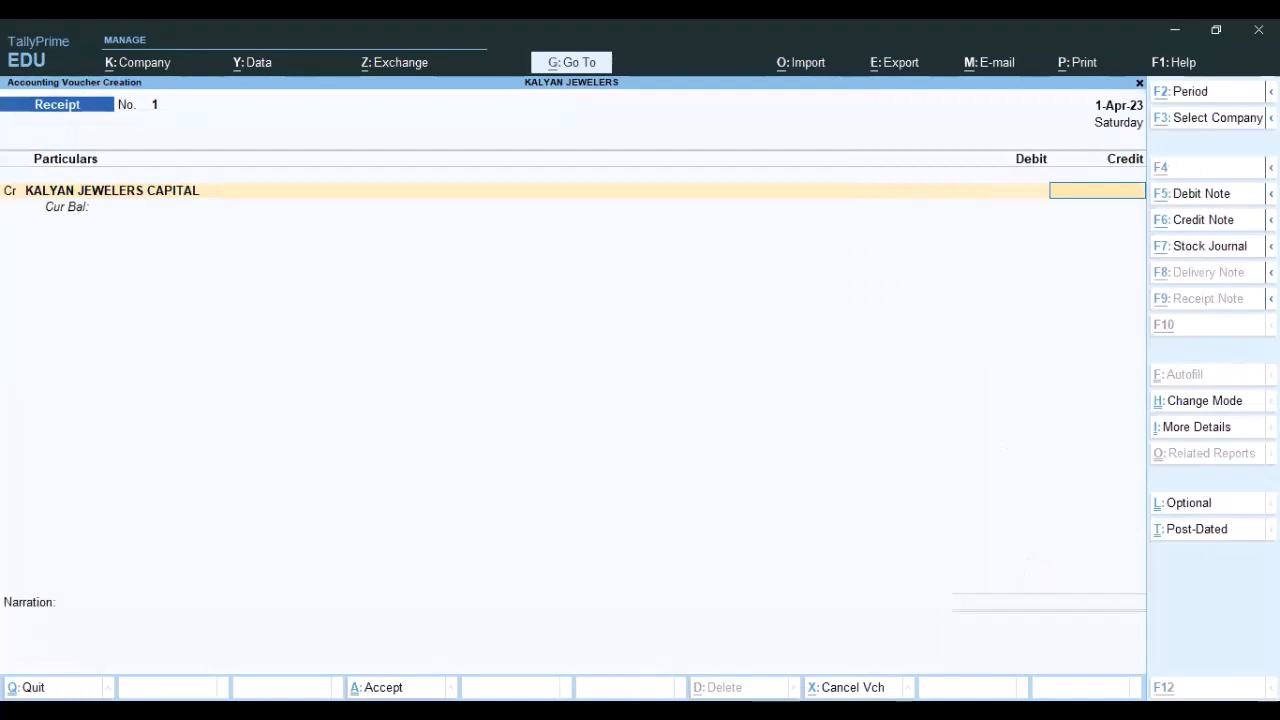 TallyPrime
EDU
MANAGE
K: Company
Y: Data
Z: Exchange
G: Go To
O: Import
E: Export
M: E-mail
P: Print
F1: Help
Accounting Voucher Creation
KALYAN JEWELERS
Receipt No. 1
1-Apr-23
Saturday
Particulars
Debit
Credit
Cr KALYAN JEWELERS CAPITAL
Cur Bal:
Narration:
F2: Period
F3: Select Company
F4
F5: Debit Note
F6: Credit Note
F7: Stock Journal
F8: Delivery Note
F9: Receipt Note
F10
F: Autofill
H: Change Mode
I: More Details
O: Related Reports
L: Optional
T: Post-Dated
Q: Quit
A: Accept
D: Delete
X: Cancel Vch
F12